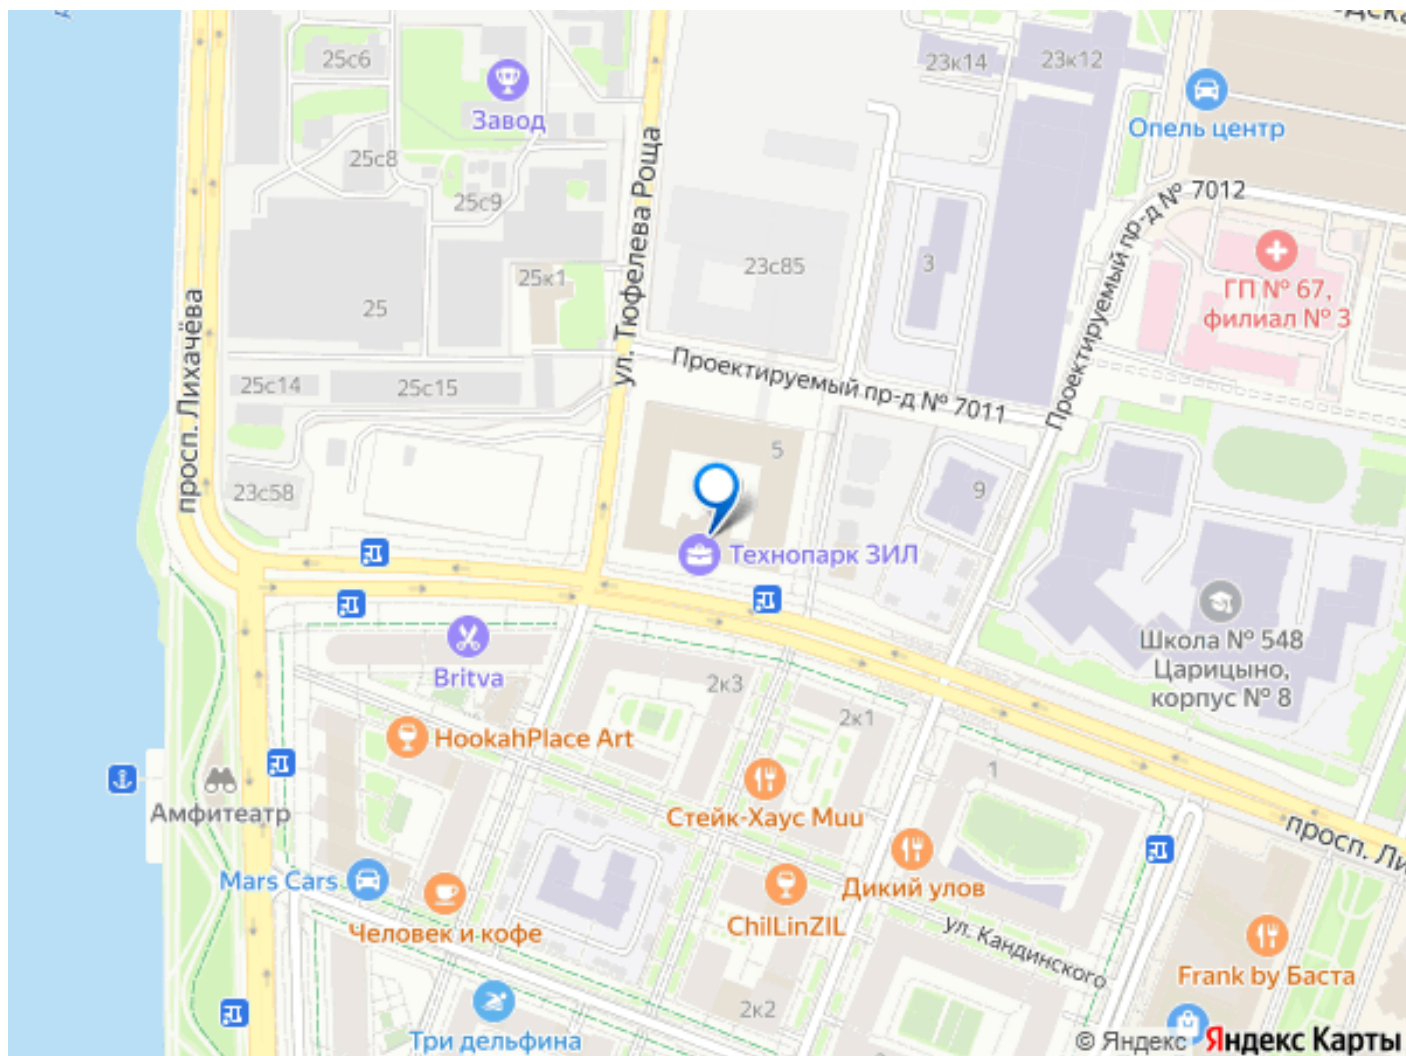 25с6
Завод
23к14
23к12
Опель центр
25с8
25с9
ул. Тюфелева Роща
Проектируемый пр-д № 7012
25к1
23с85
3
ГП № 67,
филиал № 3
25
просп. Лихачёва
25с14
25с15
Проектируемый пр-д № 7011
5
9
23с58
Технопарк ЗИЛ
Школа № 548
Царицыно,
корпус № 8
Britva
2к3
2к1
HookahPlace Art
1
Амфитеатр
Стейк-Хаус Muu
просп. Ли
Mars Cars
Дикий улов
Человек и кофе
ChilLinZIL
ул. Кандинского
Frank by Баста
2к2
Три дельфина
© Яндекс Яндекс Карты